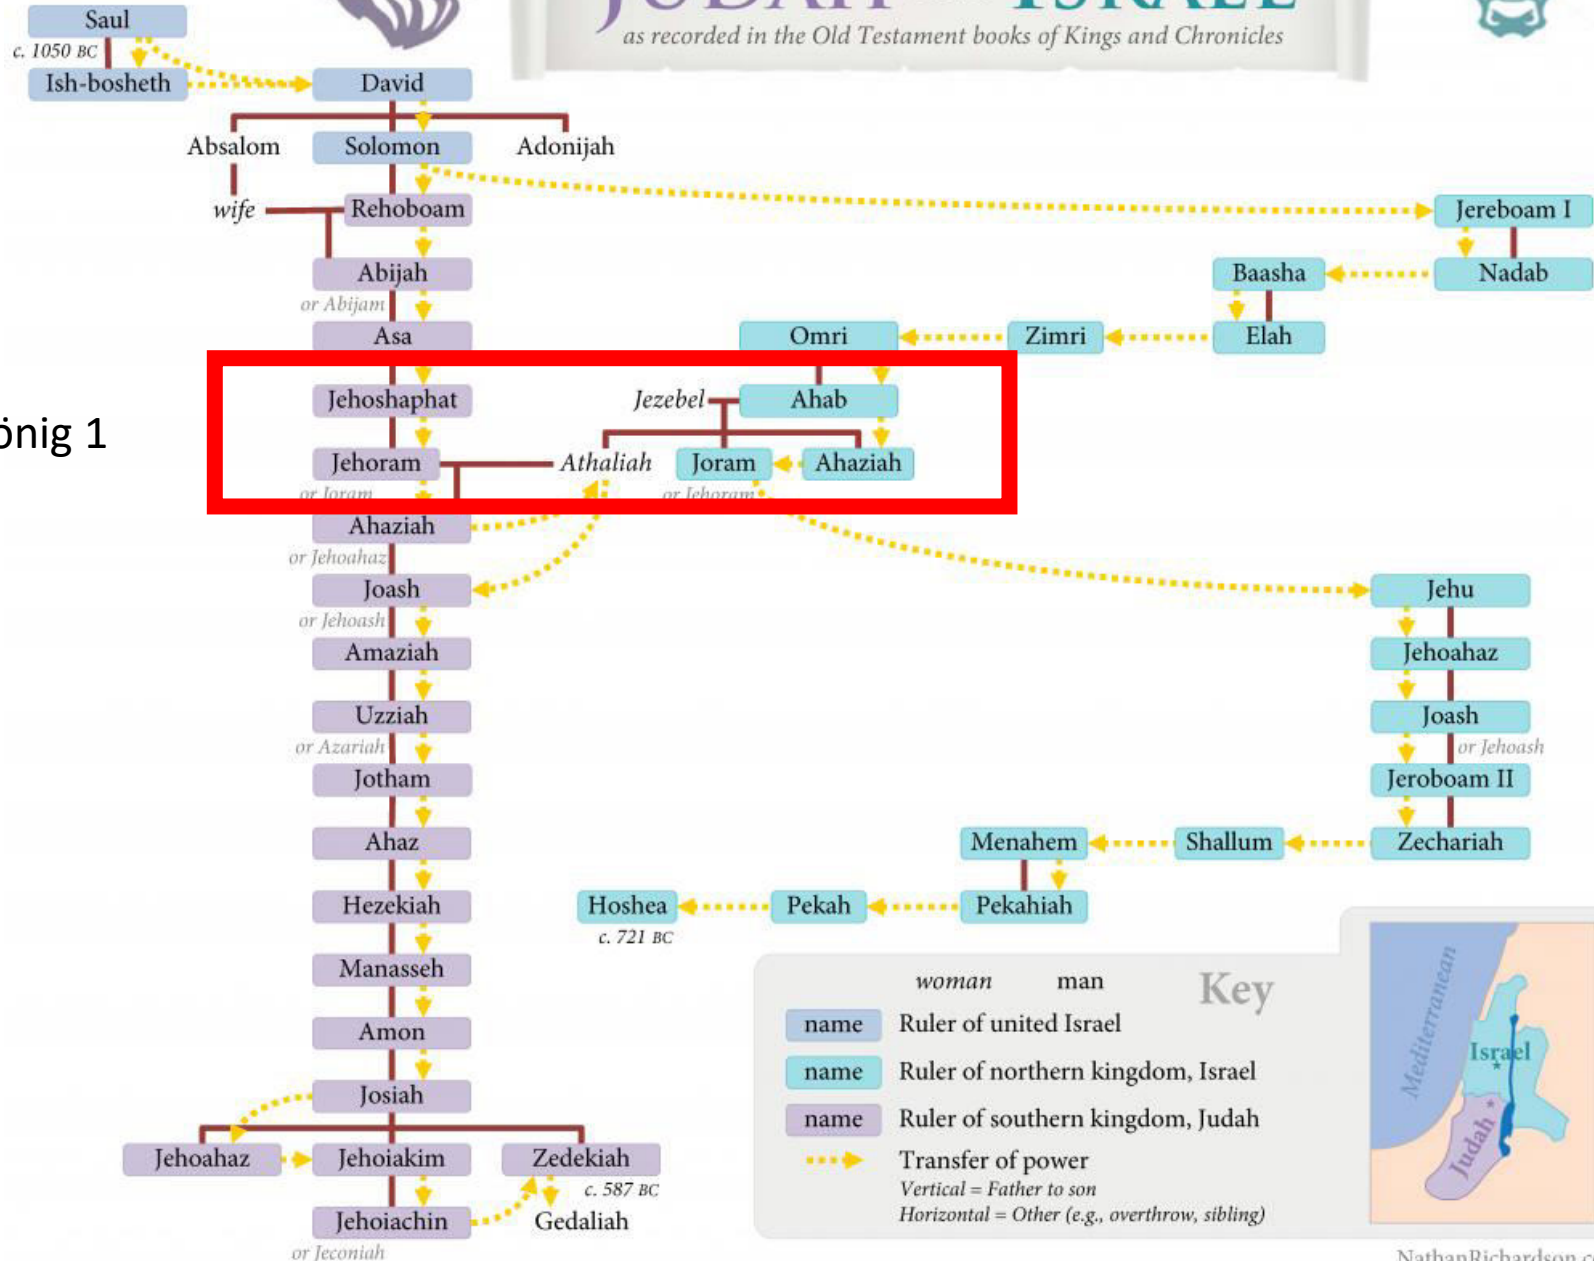 JUDAH ISRAEL
as recorded in the Old Testament books of Kings and Chronicles
Saul
c. 1050 BC
Ish-bosheth
David
Absalom
Solomon
Adonijah
wife
Rehoboam
Jereboam I
Abijah
or Abijam
Baasha
Nadab
Asa
Omri
Zimri
Elah
Jehoshaphat
Jezebel
Ahab
önig 1
Jehoram
or Joram
Athaliah
Joram
or Jehoram
Ahaziah
Ahaziah
or Jehoahaz
Joash
or Jehoash
Jehu
Amaziah
Jehoahaz
Uzziah
or Azariah
Joash
or Jehoash
Jotham
Jeroboam II
Ahaz
Menahem
Shallum
Zechariah
Hezekiah
Hoshea
c. 721 BC
Pekah
Pekahiah
Manasseh
Amon
Josiah
Jehoahaz
Jehoiakim
Zedekiah
c. 587 BC
Jehoiachin
or Jeconiah
Gedaliah
woman man Key
name Ruler of united Israel
name Ruler of northern kingdom, Israel
name Ruler of southern kingdom, Judah
Transfer of power
Vertical = Father to son
Horizontal = Other (e.g., overthrow, sibling)
Mediterranean
Israel
Judah
NathanRichardson.c